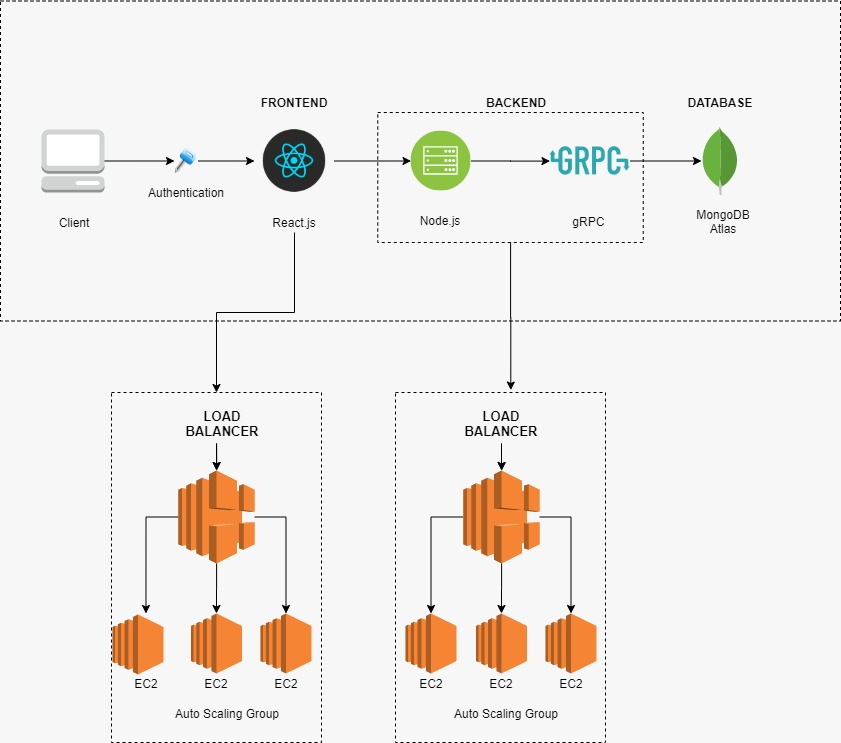 FRONTEND
BACKEND
DATABASE
GRPC
Authentication
Client
React.js
Node.js
gRPC
MongoDB
Atlas
LOAD
BALANCER
LOAD
BALANCER
EC2
EC2
EC2
EC2
EC2
EC2
Auto Scaling Group
Auto Scaling Group